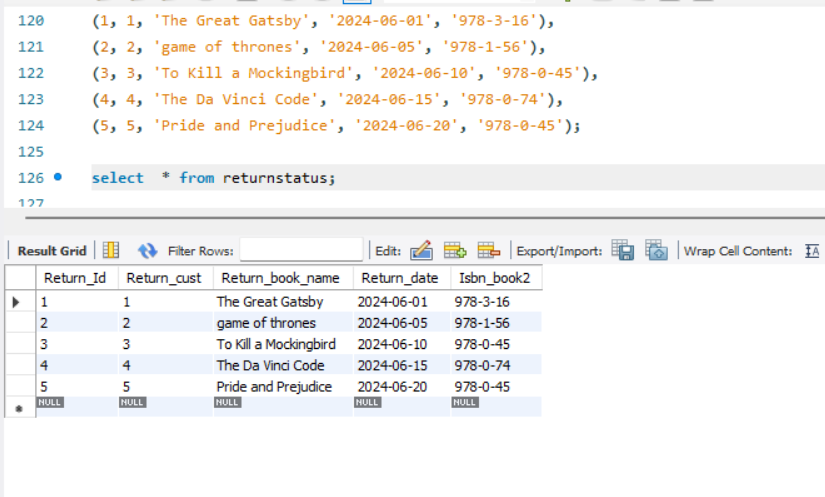 120 (1, 1, 'The Great Gatsby', '2024-06-01', '978-3-16'),
121 (2, 2, 'game of thrones', '2024-06-05', '978-1-56'),
122 (3, 3, 'To Kill a Mockingbird', '2024-06-10', '978-0-45'),
123 (4, 4, 'The Da Vinci Code', '2024-06-15', '978-0-74'),
124 (5, 5, 'Pride and Prejudice', '2024-06-20', '978-0-45');
125
126 select * from returnstatus;
127
Result Grid Filter Rows: Edit: Export/Import: Wrap Cell Content: IA
Return_Id Return_cust Return_book_name Return_date Isbn_book2
1 1 The Great Gatsby 2024-06-01 978-3-16
2 2 game of thrones 2024-06-05 978-1-56
3 3 To Kill a Mockingbird 2024-06-10 978-0-45
4 4 The Da Vinci Code 2024-06-15 978-0-74
5 5 Pride and Prejudice 2024-06-20 978-0-45
NULL NULL NULL NULL NULL